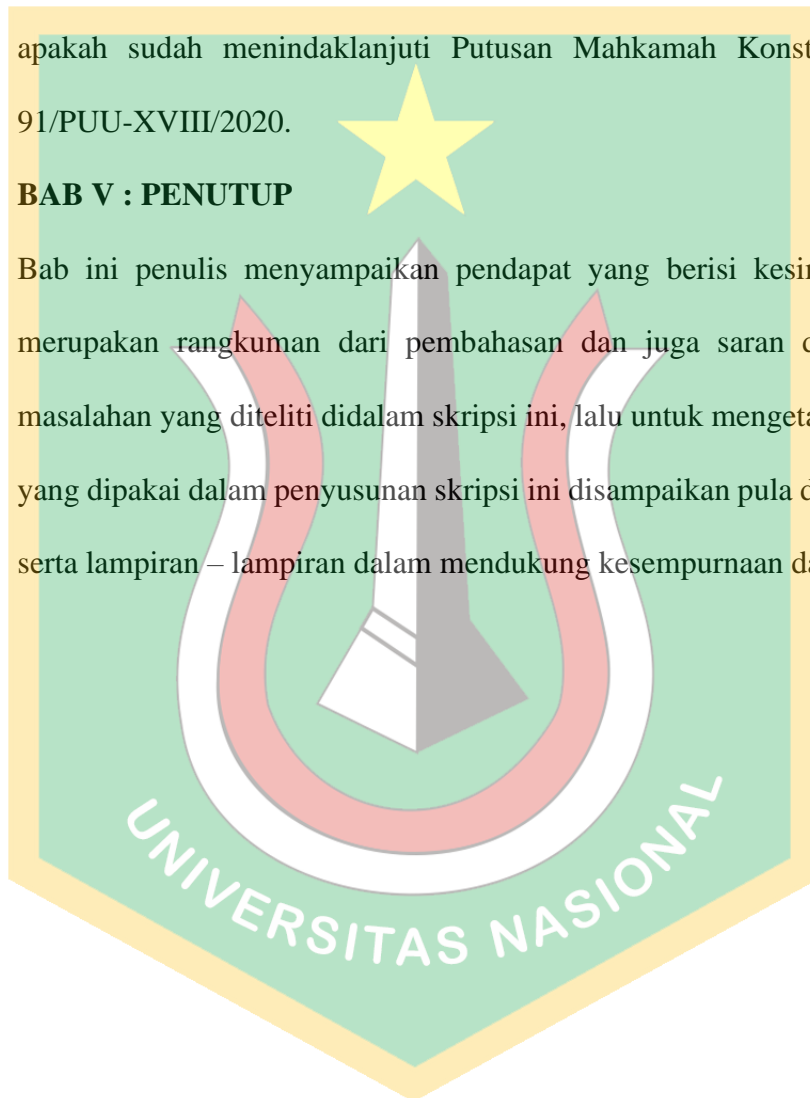 apakah sudah menindaklanjuti Putusan Mahkamah Konst
91/PUU-XVIII/2020.
BAB V : PENUTUP
Bab ini penulis menyampaikan pendapat yang berisi kesi
merupakan rangkuman dari pembahasan dan juga saran d
masalahan yang diteliti didalam skripsi ini, lalu untuk menget
yang dipakai dalam penyusunan skripsi ini disampaikan pula d
serta lampiran – lampiran dalam mendukung kesempurnaan da
UNIVERSITAS NASIONAL